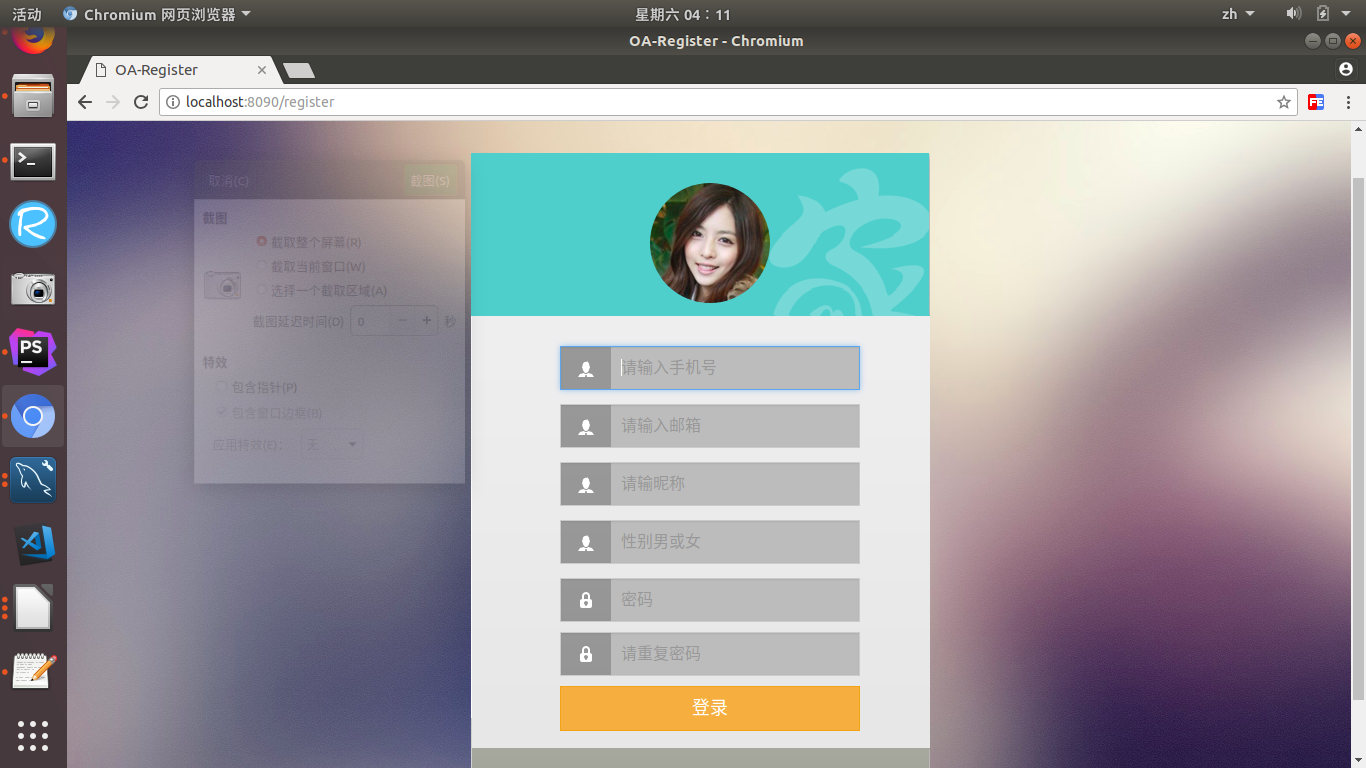 活动
Chromium 网页浏览器
星期六 04：11
zh
OA-Register - Chromium
OA-Register
localhost:8090/register
FE
取消(C)
截图(S)
截图
截取整个屏幕(R)
截取当前窗口(W)
选择一个截取区域(A)
截图延迟时间(D) 0 − + 秒
特效
包含指针(P)
包含窗口边框(B)
应用特效(E)： 无
家
请输入手机号
请输入邮箱
请输昵称
性别男或女
密码
请重复密码
登录
PS
R